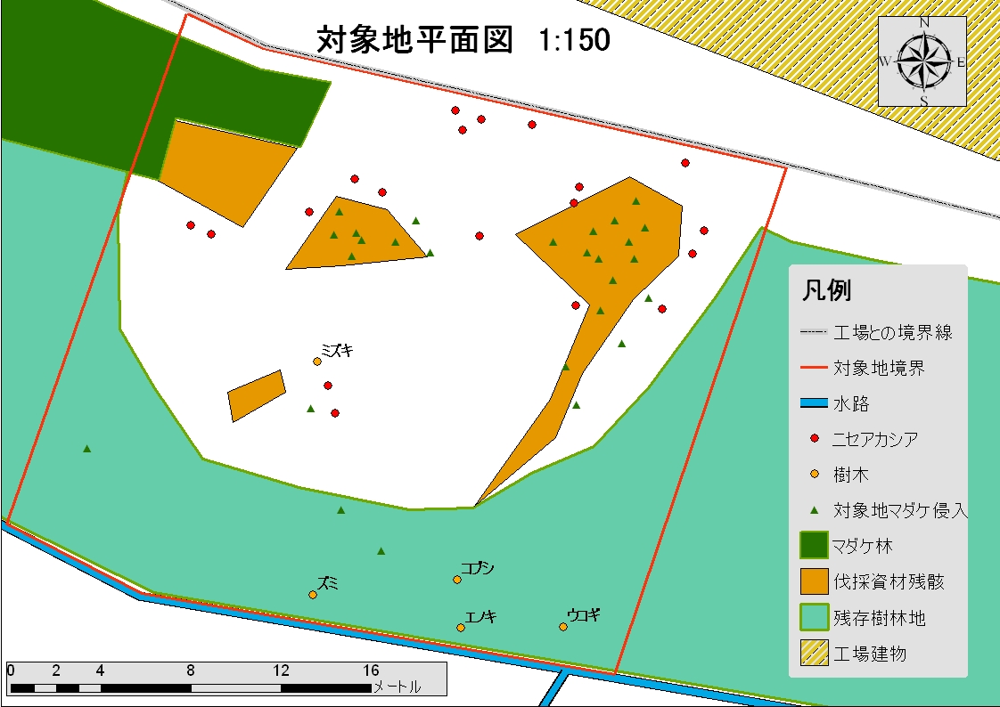 対象地平面図 1:150
N
W E
S
ミズキ
コブシ
ズミ
エノキ
ウコギ
凡例
工場との境界線
対象地境界
水路
ニセアカシア
樹木
対象地マダケ侵入
マダケ林
伐採資材残骸
残存樹林地
工場建物
0 2 4 8 12 16
メートル